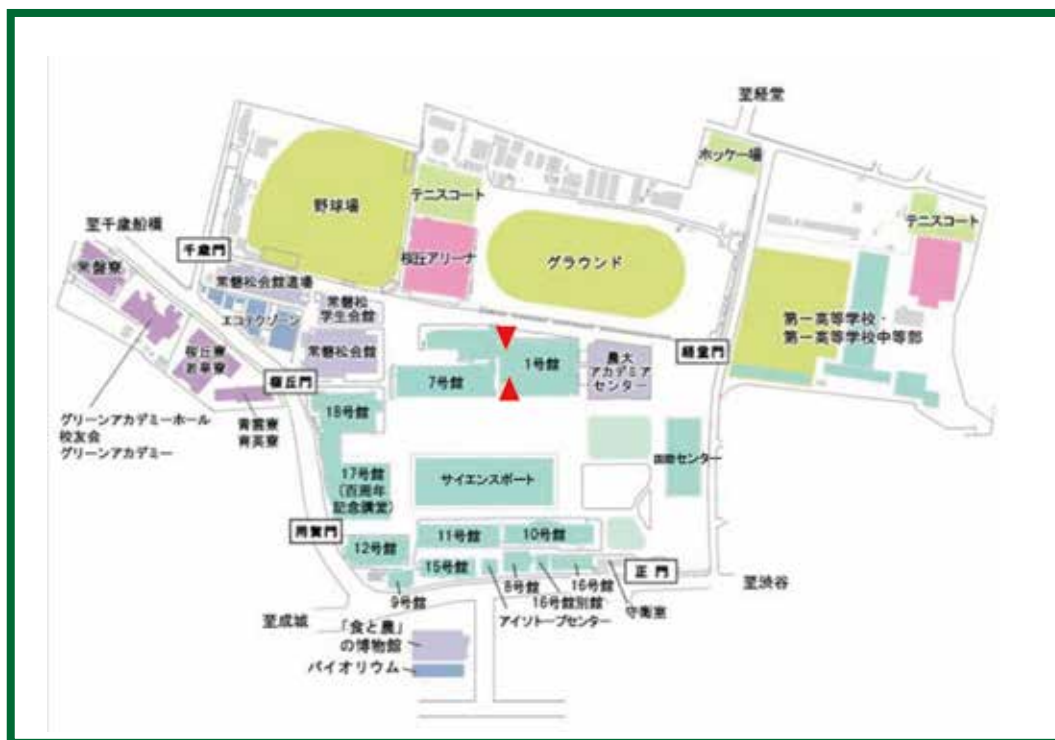 至経堂
ホッケー場
野球場
テニスコート
テニスコート
至千歳船橋
千歳門
桜丘アリーナ
グラウンド
常盤寮
常磐松会館道場
常磐松
学生会館
エコテクゾーン
第一高等学校・
第一高等学校中等部
経堂門
1号館
農大
アカデミア
センター
常磐松会館
桜丘寮
若草寮
桜丘門
7号館
18号館
グリーンアカデミーホール
校友会
グリーンアカデミー
青雲寮
育英寮
国際センター
サイエンスポート
17号館
(百周年
記念講堂)
用賀門
11号館
10号館
12号館
15号館
正門
8号館
16号館
至渋谷
9号館
16号館別館
守衛室
アイソトープセンター
至成城
「食と農」
の博物館
バイオリウム